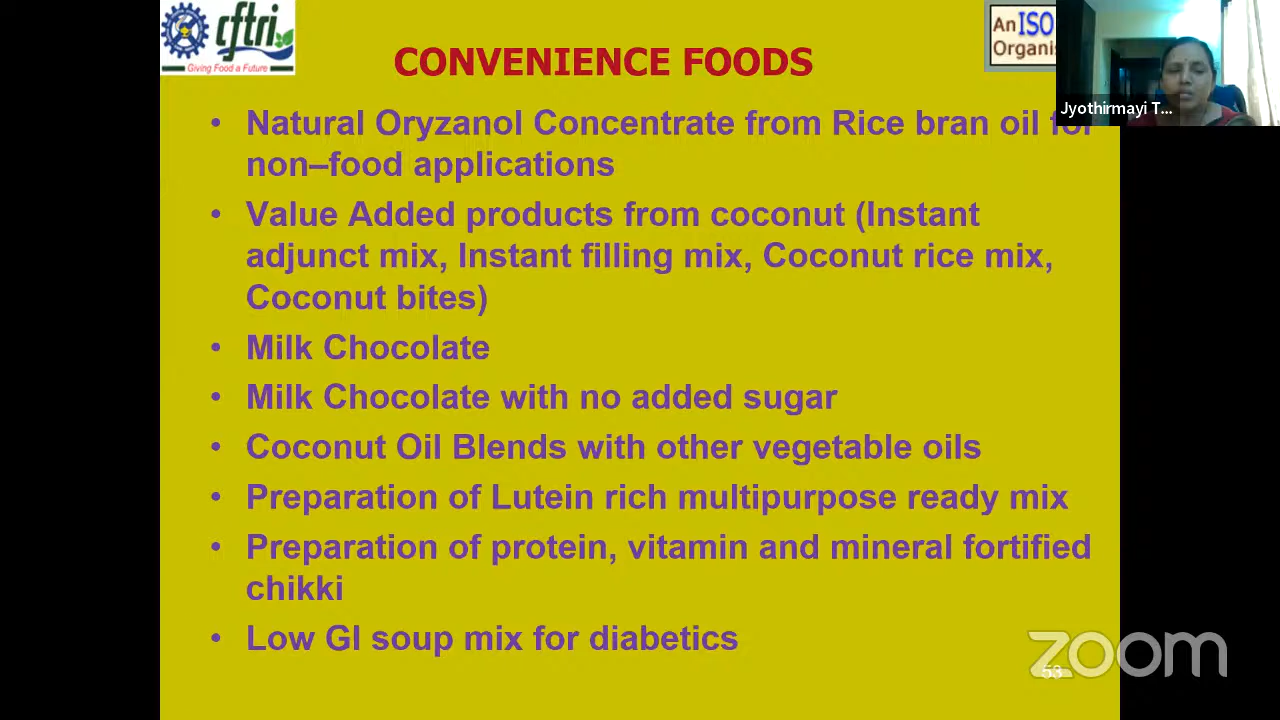 cftri
Giving Food a Future
CONVENIENCE FOODS
An ISO
Organis
Jyothirmayi T...
• Natural Oryzanol Concentrate from Rice bran oil for
non–food applications
• Value Added products from coconut (Instant
adjunct mix, Instant filling mix, Coconut rice mix,
Coconut bites)
• Milk Chocolate
• Milk Chocolate with no added sugar
• Coconut Oil Blends with other vegetable oils
• Preparation of Lutein rich multipurpose ready mix
• Preparation of protein, vitamin and mineral fortified
chikki
• Low GI soup mix for diabetics
zoom
53